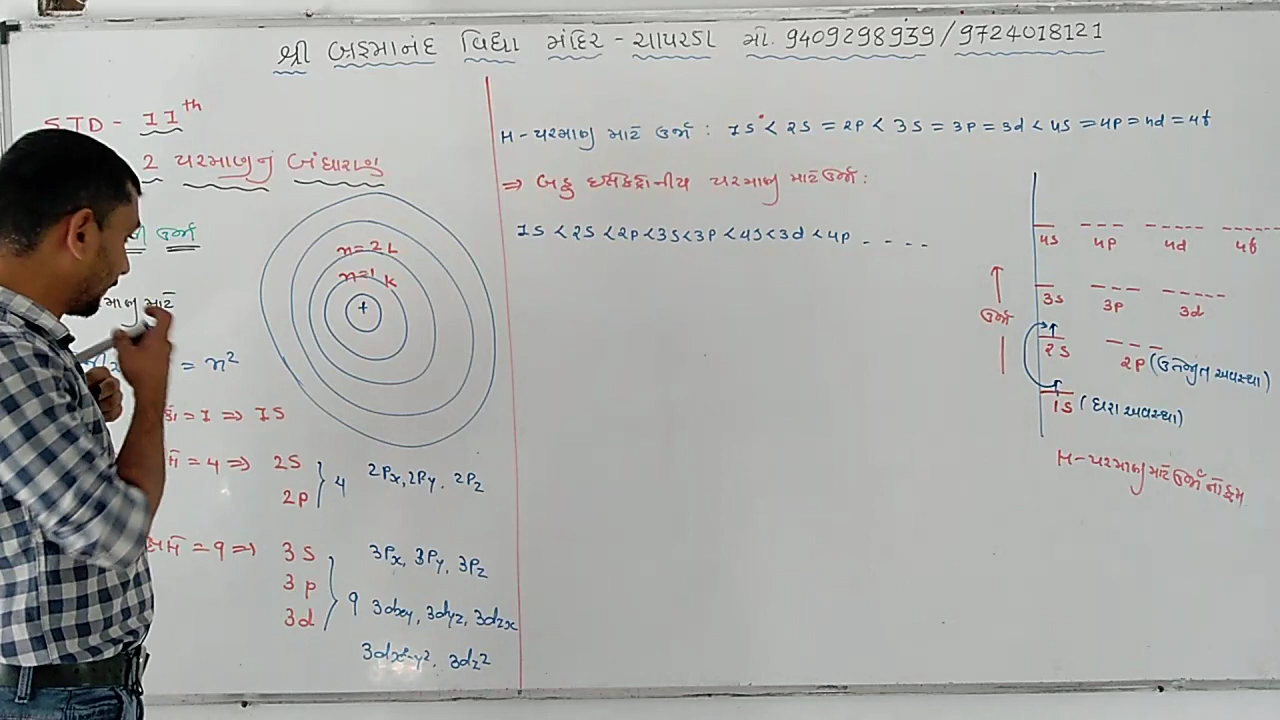 શ્રી બ્રહ્માનંદ વિદ્યા મંદિર - ચાપરડા મો. 9409298939 / 9724018121
STD - 11th
2 પરમાણુનું બંધારણ
ઉર્જા
માટે
= n²
n=2 L
n=1 K
+
= 1 ⇒ 1S
= 4 ⇒ 2S
2p } 4 2Px, 2Py, 2Pz
= 9 ⇒ 3S
3p
3d } 9
3Px, 3Py, 3Pz
3dxy, 3dyz, 3dzx
3dx²-y², 3dz²
H - પરમાણુ માટે ઉર્જા : 1S < 2S = 2P < 3S = 3P = 3d < 4S = 4P = 4d = 4f
⇒ બહુ ઇલેક્ટ્રોનીય પરમાણુ માટે ઉર્જા :
1S < 2S < 2P < 3S < 3P < 4S < 3d < 4P - - - -
4S 4P 4d 4f
3S 3P 3d
ઉર્જા
2S 2P (ઉત્તેજીત અવસ્થા)
1S (ધરા અવસ્થા)
H - પરમાણુ માટે ઉર્જાનો ક્રમ